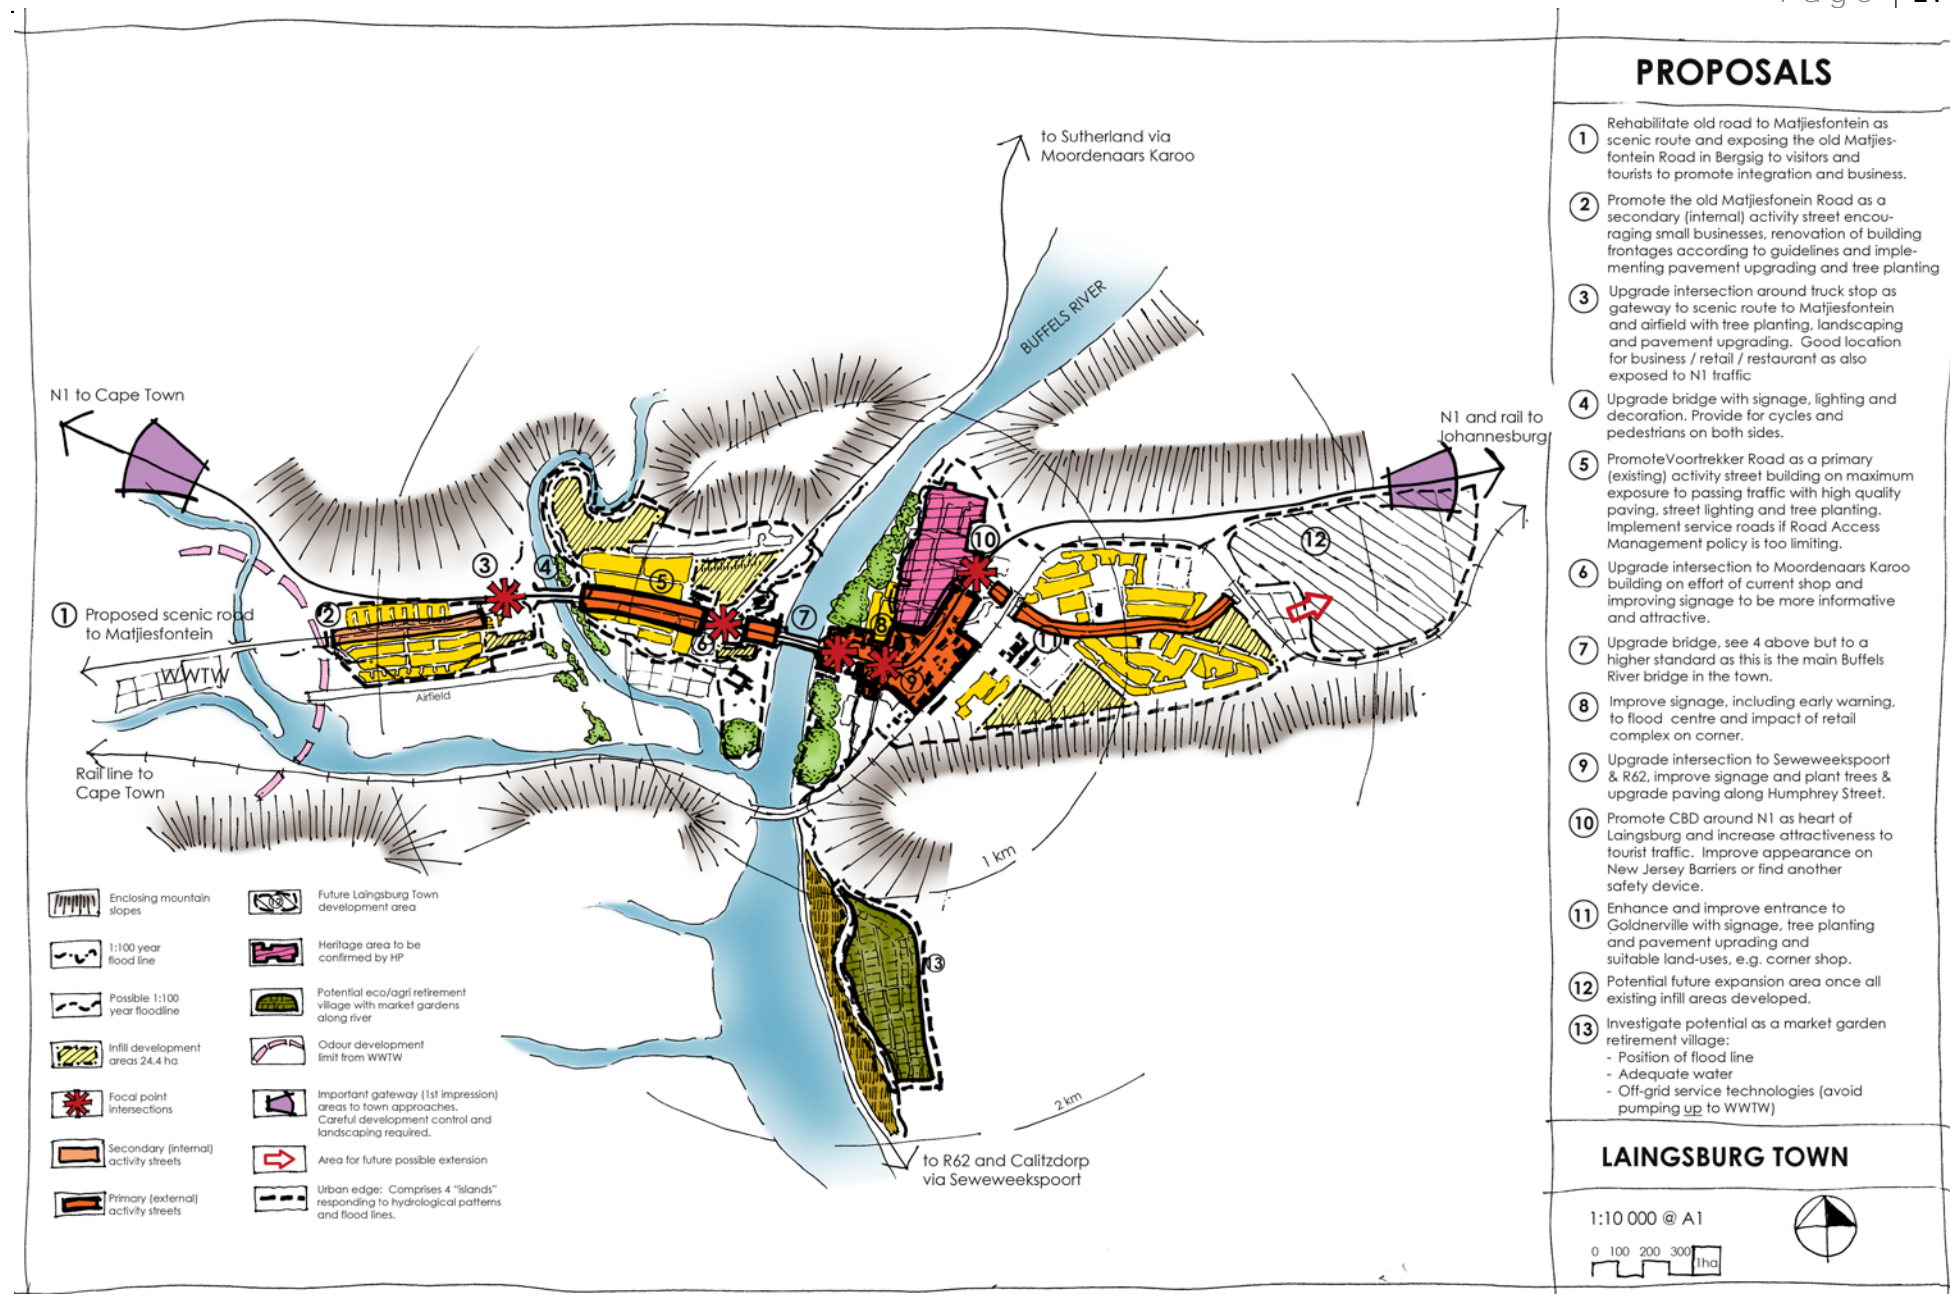 PROPOSALS
1 Rehabilitate old road to Matjiesfontein as
scenic route and exposing the old Matjies-
fontein Road in Bergsig to visitors and
tourists to promote integration and business.
2 Promote the old Matjiesfonein Road as a
secondary (internal) activity street encou-
raging small businesses, renovation of building
frontages according to guidelines and imple-
menting pavement upgrading and tree planting
3 Upgrade intersection around truck stop as
gateway to scenic route to Matjiesfontein
and airfield with tree planting, landscaping
and pavement upgrading. Good location
for business / retail / restaurant as also
exposed to N1 traffic
4 Upgrade bridge with signage, lighting and
decoration. Provide for cycles and
pedestrians on both sides.
5 PromoteVoortrekker Road as a primary
(existing) activity street building on maximum
exposure to passing traffic with high quality
paving, street lighting and tree planting.
Implement service roads if Road Access
Management policy is too limiting.
6 Upgrade intersection to Moordenaars Karoo
building on effort of current shop and
improving signage to be more informative
and attractive.
7 Upgrade bridge, see 4 above but to a
higher standard as this is the main Buffels
River bridge in the town.
8 Improve signage, including early warning,
to flood centre and impact of retail
complex on corner.
9 Upgrade intersection to Seweweekspoort
& R62, improve signage and plant trees &
upgrade paving along Humphrey Street.
10 Promote CBD around N1 as heart of
Laingsburg and increase attractiveness to
tourist traffic. Improve appearance on
New Jersey Barriers or find another
safety device.
11 Enhance and improve entrance to
Goldnerville with signage, tree planting
and pavement uprading and
suitable land-uses, e.g. corner shop.
12 Potential future expansion area once all
existing infill areas developed.
13 Investigate potential as a market garden
retirement village:
- Position of flood line
- Adequate water
- Off-grid service technologies (avoid
pumping up to WWTW)
LAINGSBURG TOWN
1:10 000 @ A1
0 100 200 300
1ha
to Sutherland via
Moordenaars Karoo
BUFFELS RIVER
N1 to Cape Town
N1 and rail to
Johannesburg
12
10
3
4
5
2
7
8
6
11
9
1 Proposed scenic road
to Matjiesfontein
WWTW
Airfield
Rail line to
Cape Town
1 km
13
2 km
to R62 and Calitzdorp
via Seweweekspoort
Enclosing mountain
slopes
1:100 year
flood line
Possible 1:100
year floodline
Infill development
areas 24.4 ha
Focal point
intersections
Secondary (internal)
activity streets
Primary (external)
activity streets
12
Future Laingsburg Town
development area
Heritage area to be
confirmed by HP
Potential eco/agri retirement
village with market gardens
along river
Odour development
limit from WWTW
Important gateway (1st impression)
areas to town approaches.
Careful development control and
landscaping required.
Area for future possible extension
Urban edge: Comprises 4 "islands"
responding to hydrological patterns
and flood lines.